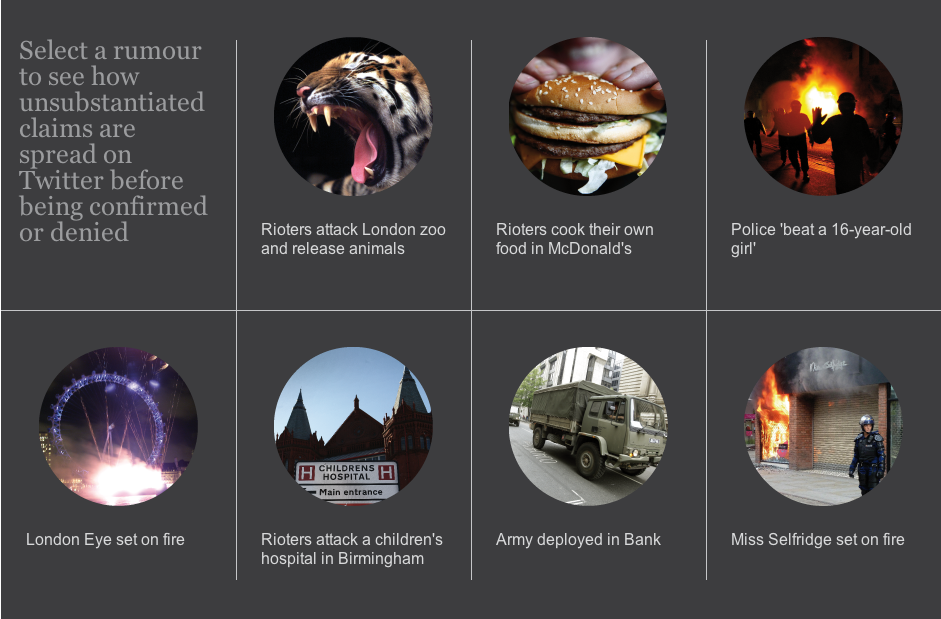 Select a rumour
to see how
unsubstantiated
claims are
spread on
Twitter before
being confirmed
or denied
Rioters attack London zoo
and release animals
Rioters cook their own
food in McDonald's
Police 'beat a 16-year-old
girl'
London Eye set on fire
H CHILDRENS H
HOSPITAL
Main entrance
Rioters attack a children's
hospital in Birmingham
Army deployed in Bank
Miss Selfridge set on fire